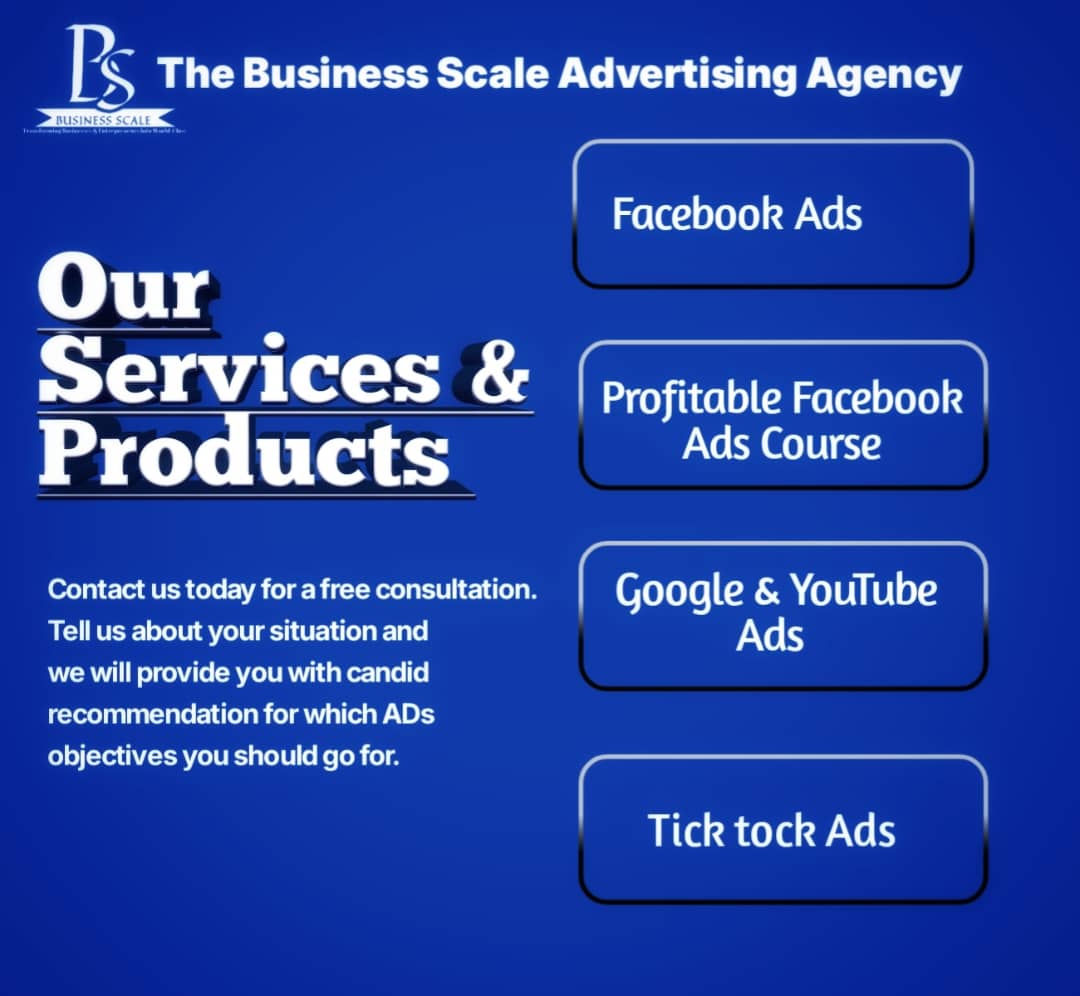 BS
BUSINESS SCALE
Transforming Businesses & Entrepreneurs Into World Class
The Business Scale Advertising Agency
Our
Services &
Products
Contact us today for a free consultation.
Tell us about your situation and
we will provide you with candid
recommendation for which ADs
objectives you should go for.
Facebook Ads
Profitable Facebook
Ads Course
Google & YouTube
Ads
Tick tock Ads